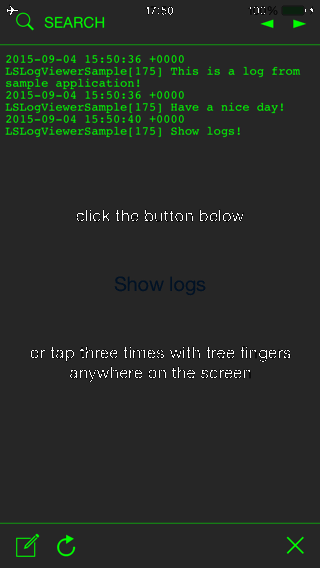 17:50
100%
SEARCH
2015-09-04 15:50:36 +0000
LSLogViewerSample[175] This is a log from
sample application!
2015-09-04 15:50:36 +0000
LSLogViewerSample[175] Have a nice day!
2015-09-04 15:50:40 +0000
LSLogViewerSample[175] Show logs!
click the button below
Show logs
or tap three times with tree fingers
anywhere on the screen